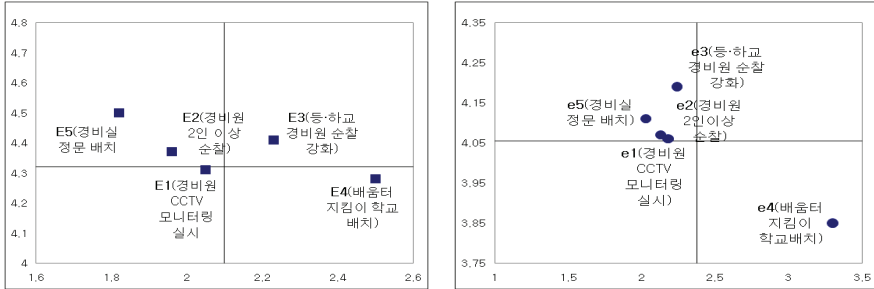 4.8
4.7
4.6
4.5
4.4
4.3
4.2
4.1
4
1.6
1.8
2
2.2
2.4
2.6
E5(경비실
정문 배치
E2(경비원
2인 이상
순찰)
E3(등·하교
경비원 순찰
강화)
E1(경비원
CCTV
모니터링
실시
E4(배움터
지킴이 학교
배치)
4.35
4.25
4.15
4.05
3.95
3.85
3.75
1
1.5
2
2.5
3
3.5
e3(등·하교
경비원 순찰
강화)
e5(경비실
정문 배치)
e2(경비원
2인이상
순찰)
e1(경비원
CCTV
모니터링
실시)
e4(배움터
지킴이
학교배치)